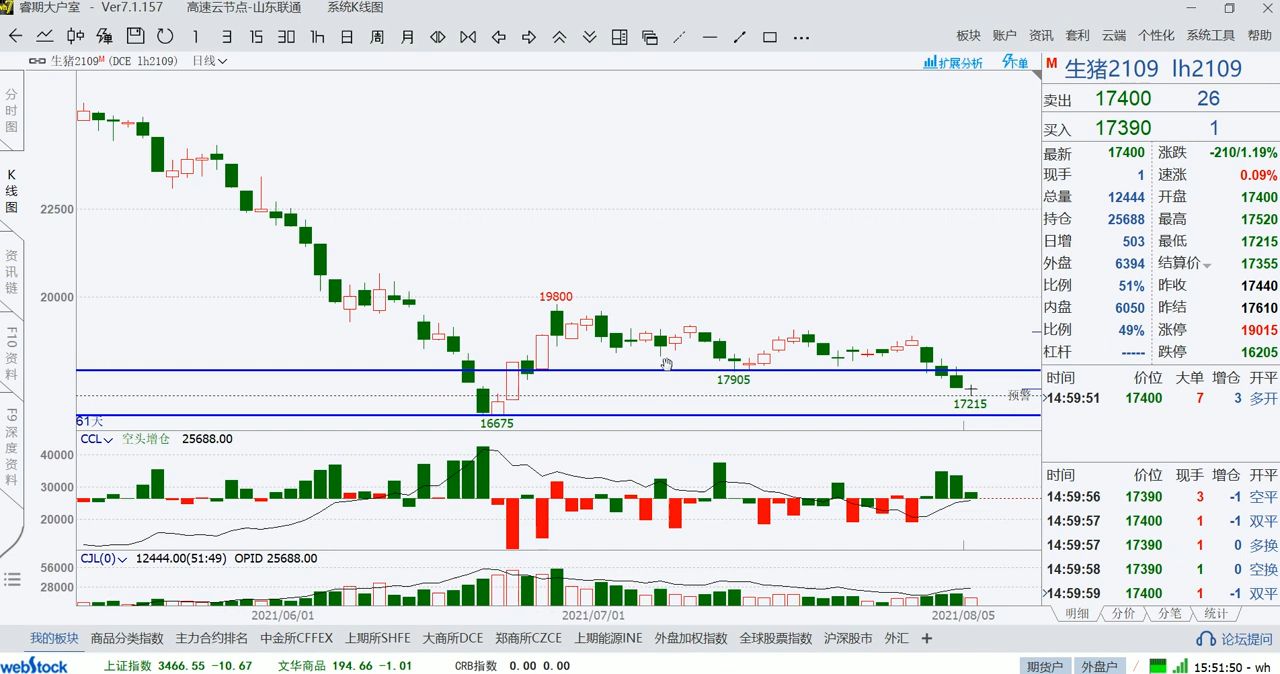 睿期大户室 - Ver7.1.157 高速云节点-山东联通 系统K线图
1 3 15 30 1h 日 周 月
板块 账户 资讯 套利 云端 个性化 系统工具 帮助
生猪2109M (DCE lh2109) 日线
扩展分析 下单
分时图
K线图
资讯链
F10资料
F9深度资料
22500
20000
19800
17905
16675
17215
预警
61天
CCL 空头增仓 25688.00
40000
30000
20000
CJL(0) 12444.00(51:49) OPID 25688.00
56000
28000
2021/06/01 2021/07/01 2021/08/05
M 生猪2109 lh2109
卖出 17400 26
买入 17390 1
最新 17400 涨跌 -210/1.19%
现手 1 速涨 0.09%
总量 12444 开盘 17400
持仓 25688 最高 17520
日增 503 最低 17215
外盘 6394 结算价 17355
比例 51% 昨收 17440
内盘 6050 昨结 17610
比例 49% 涨停 19015
杠杆 ----- 跌停 16205
时间 价位 大单 增仓 开平
14:59:51 17400 7 3 多开
时间 价位 现手 增仓 开平
14:59:56 17390 3 -1 空平
14:59:57 17400 1 -1 双平
14:59:57 17390 1 0 多换
14:59:58 17390 1 0 空换
14:59:59 17400 1 -1 双平
明细 分价 分笔 统计
我的板块 商品分类指数 主力合约排名 中金所CFFEX 上期所SHFE 大商所DCE 郑商所CZCE 上期能源INE 外盘加权指数 全球股票指数 沪深股市 外汇 + 论坛提问
webStock 上证指数 3466.55 -10.67 文华商品 194.66 -1.01 CRB指数 0.00 0.00 期货户 外盘户 15:51:50 - wh